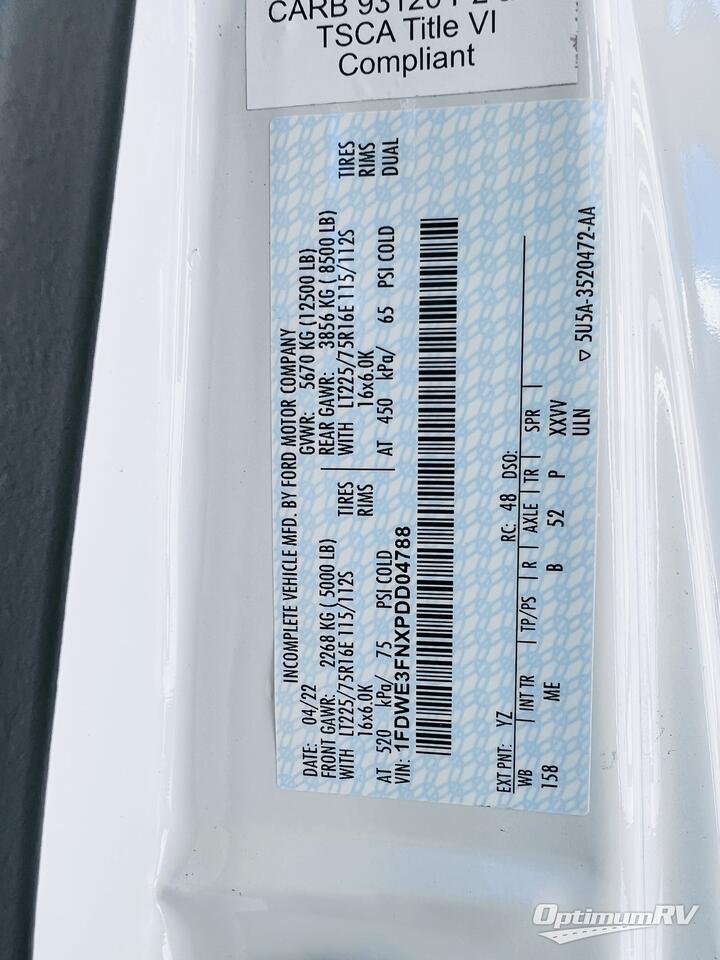 CARB 93120
TSCA Title VI
Compliant
INCOMPLETE VEHICLE MFD. BY FORD MOTOR COMPANY
DATE: 04/22 GVWR: 5670 KG (12500 LB)
FRONT GAWR: 2268 KG ( 5000 LB) REAR GAWR: 3856 KG ( 8500 LB)
WITH LT225/75R16E 115/112S TIRES WITH LT225/75R16E 115/112S TIRES
16x6.0K RIMS 16x6.0K RIMS
AT 520 kPa/ 75 PSI COLD AT 450 kPa/ 65 PSI COLD DUAL
VIN: 1FDWE3FNXPDD04788
EXT PNT: YZ RC: 48 DSO:
WB INT TR TP/PS R AXLE TR SPR
158 ME B 52 P XXVV
ULN
▽ 5U5A-3520472-AA
OptimumRV